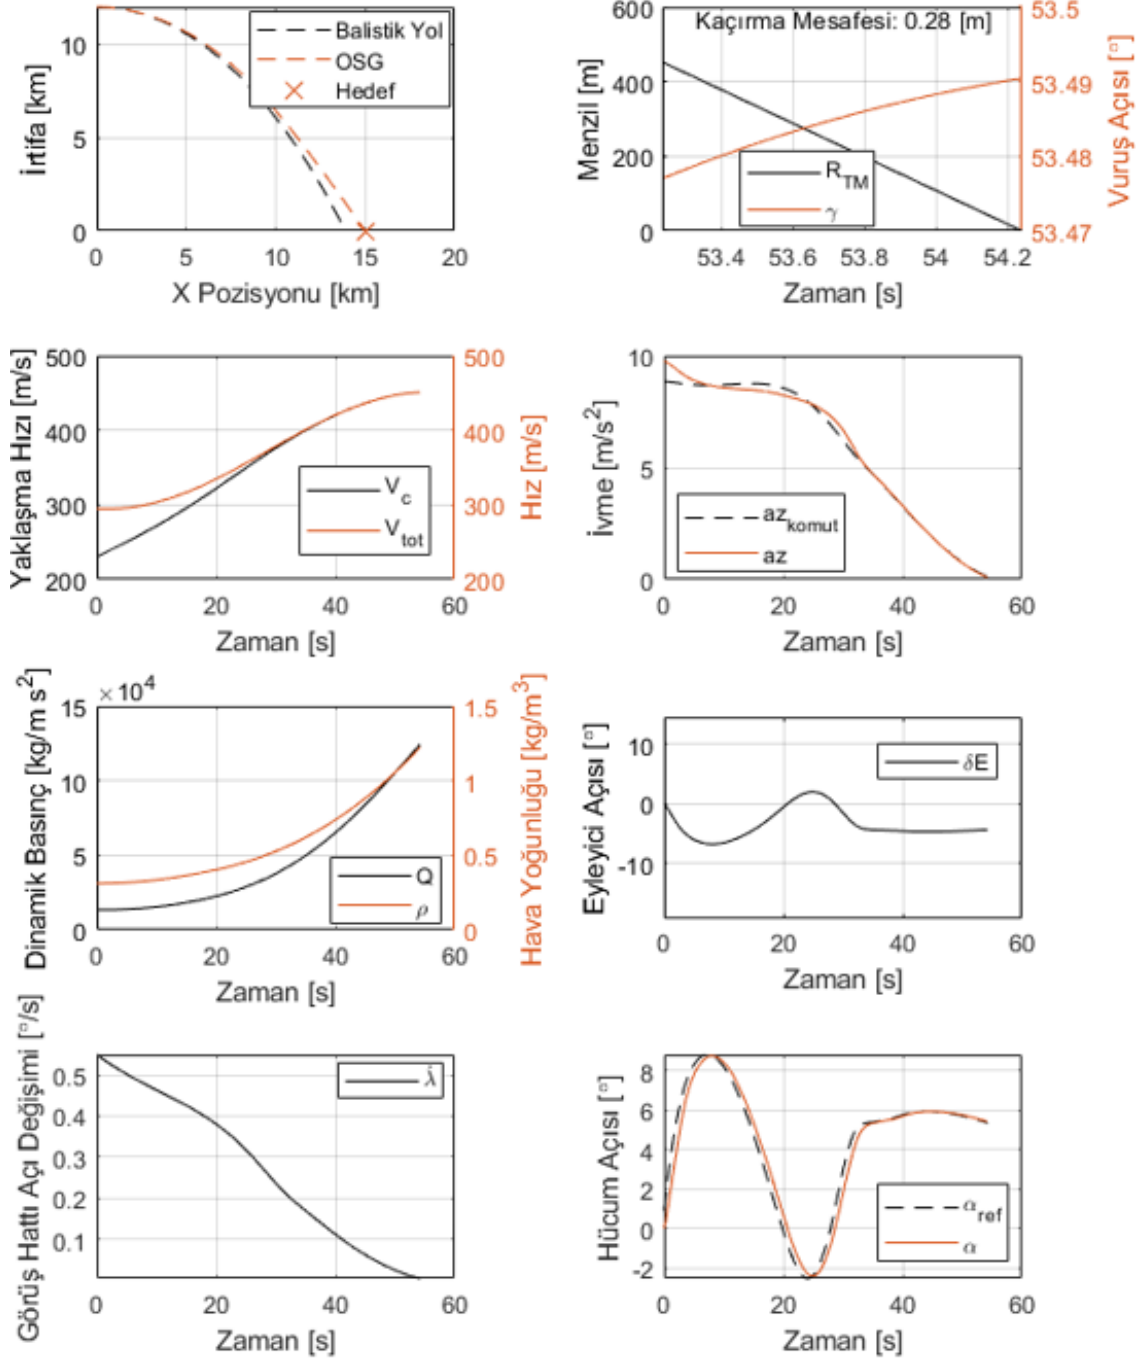 İrtifa [km]
10
5
0
0 5 10 15 20
X Pozisyonu [km]
Balistik Yol
OSG
Hedef
Menzil [m]
600
400
200
0
Kaçırma Mesafesi: 0.28 [m]
R_TM
γ
53.5
53.49
53.48
53.47
Vuruş Açısı [°]
53.4 53.6 53.8 54 54.2
Zaman [s]
Yaklaşma Hızı [m/s]
500
400
300
200
V_c
V_tot
500
400
300
200
Hız [m/s]
0 20 40 60
Zaman [s]
İvme [m/s²]
10
5
0
az_komut
az
0 20 40 60
Zaman [s]
Dinamik Basınç [kg/m s²]
×10⁴
15
10
5
0
Q
ρ
1.5
1
0.5
0
Hava Yoğunluğu [kg/m³]
0 20 40 60
Zaman [s]
Eyleyici Açısı [°]
10
0
-10
δE
0 20 40 60
Zaman [s]
Görüş Hattı Açı Değişimi [°/s]
0.5
0.4
0.3
0.2
0.1
λ̇
0 20 40 60
Zaman [s]
Hücum Açısı [°]
8
6
4
2
0
-2
α_ref
α
0 20 40 60
Zaman [s]